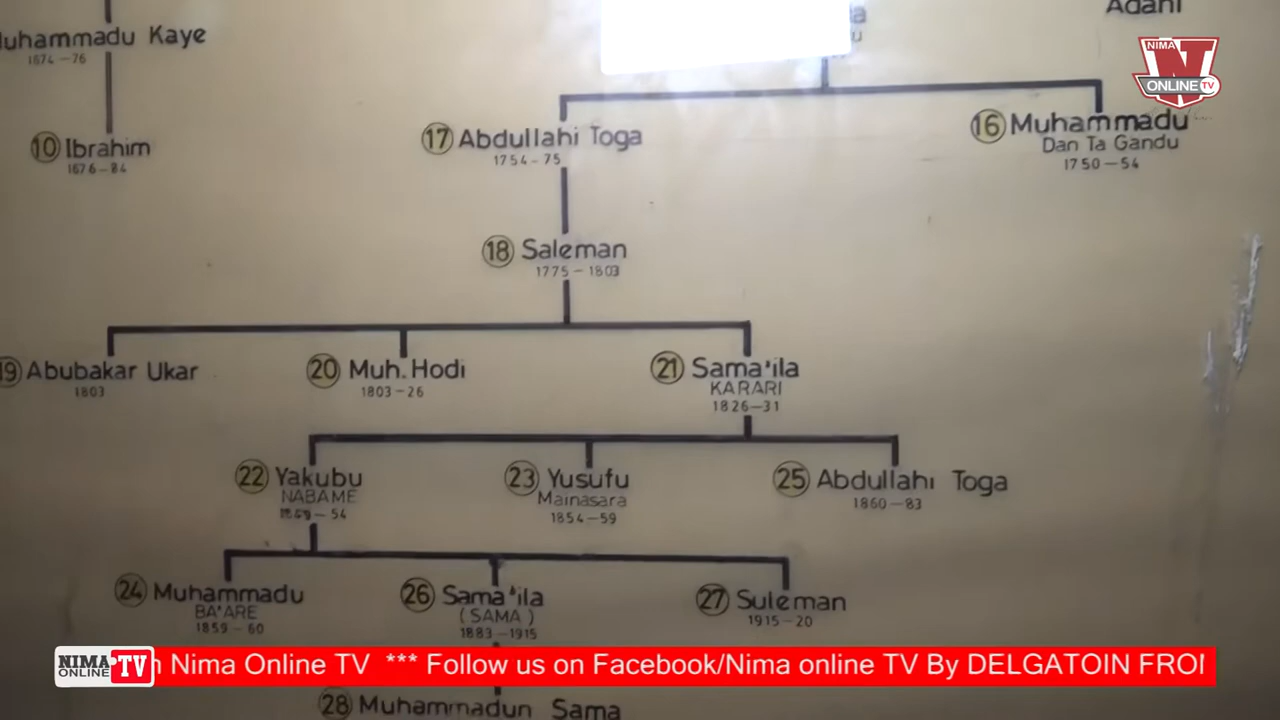 Adani
Muhammadu Kaye
1674-76
NIMA
N
ONLINE TV
10 Ibrahim
1676-84
17 Abdullahi Toga
1754-75
16 Muhammadu
Dan Ta Gandu
1750-54
18 Saleman
1775-1803
19 Abubakar Ukar
1803
20 Muh. Hodi
1803-26
21 Sama'ila
KARARI
1826-31
22 Yakubu
NABAME
54
23 Yusufu
Mainasara
1854-59
25 Abdullahi Toga
1860-83
24 Muhammadu
BA'ARE
1859-60
26 Sama'ila
(SAMA)
1883-1915
27 Suleman
1915-20
NIMA ONLINE TV
n Nima Online TV *** Follow us on Facebook/Nima online TV By DELGATOIN FROM
28 Muhammadun Sama